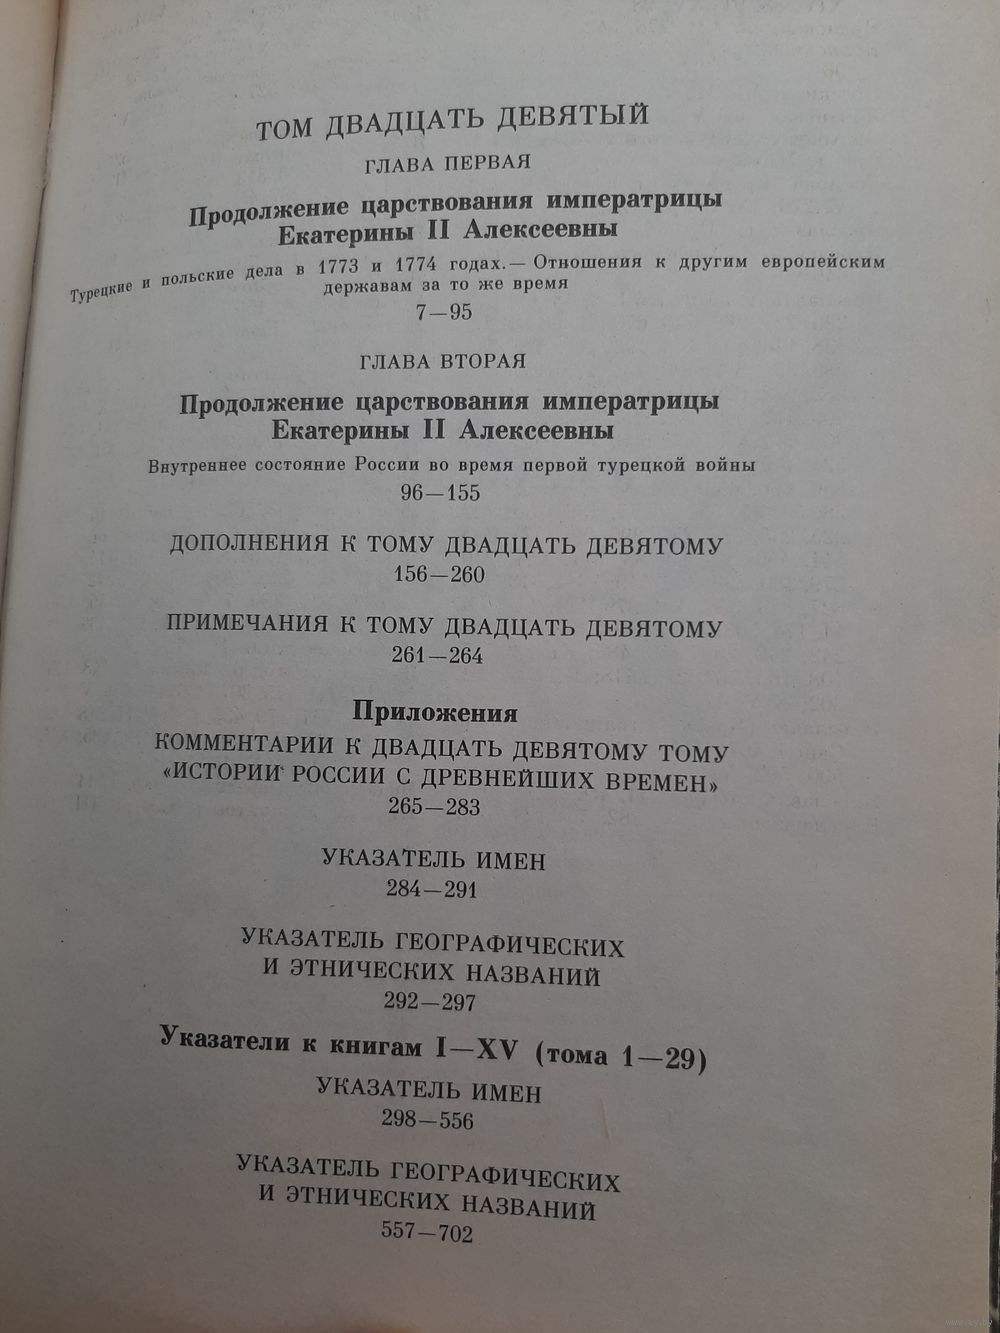 ТОМ ДВАДЦАТЬ ДЕВЯТЫЙ
ГЛАВА ПЕРВАЯ
Продолжение царствования императрицы
Екатерины II Алексеевны
Турецкие и польские дела в 1773 и 1774 годах.— Отношения к другим европейским
державам за то же время
7—95
ГЛАВА ВТОРАЯ
Продолжение царствования императрицы
Екатерины II Алексеевны
Внутреннее состояние России во время первой турецкой войны
96—155
ДОПОЛНЕНИЯ К ТОМУ ДВАДЦАТЬ ДЕВЯТОМУ
156—260
ПРИМЕЧАНИЯ К ТОМУ ДВАДЦАТЬ ДЕВЯТОМУ
261—264
Приложения
КОММЕНТАРИИ К ДВАДЦАТЬ ДЕВЯТОМУ ТОМУ
«ИСТОРИИ РОССИИ С ДРЕВНЕЙШИХ ВРЕМЕН»
265—283
УКАЗАТЕЛЬ ИМЕН
284—291
УКАЗАТЕЛЬ ГЕОГРАФИЧЕСКИХ
И ЭТНИЧЕСКИХ НАЗВАНИЙ
292—297
Указатели к книгам I—XV (тома 1—29)
УКАЗАТЕЛЬ ИМЕН
298—556
УКАЗАТЕЛЬ ГЕОГРАФИЧЕСКИХ
И ЭТНИЧЕСКИХ НАЗВАНИЙ
557—702